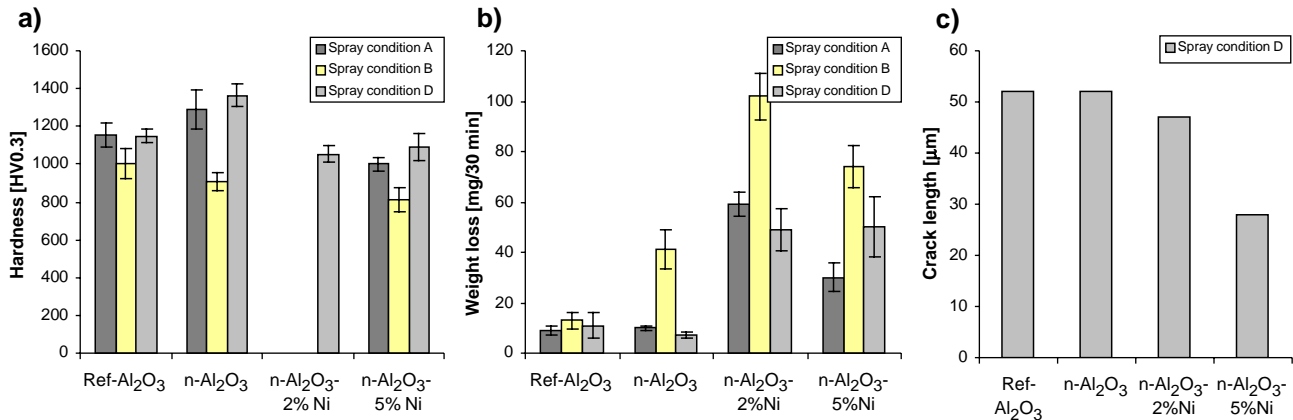 a)
Hardness [HV0.3]
1600
1400
1200
1000
800
600
400
200
0
Spray condition A
Spray condition B
Spray condition D
Ref-Al2O3
n-Al2O3
n-Al2O3-
2% Ni
n-Al2O3-
5% Ni
b)
Weight loss [mg/30 min]
120
100
80
60
40
20
0
Spray condition A
Spray condition B
Spray condition D
Ref-Al2O3
n-Al2O3
n-Al2O3-
2%Ni
n-Al2O3-
5%Ni
c)
Crack length [µm]
60
50
40
30
20
10
0
Spray condition D
Ref-
Al2O3
n-Al2O3
n-Al2O3-
2%Ni
n-Al2O3-
5%Ni